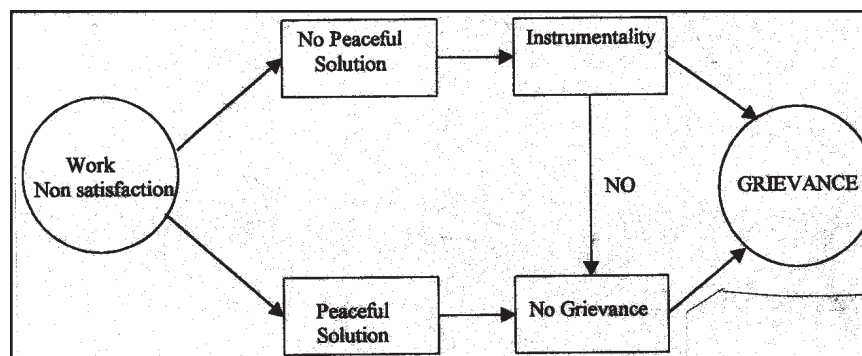 No Peaceful
Solution
Instrumentality
Work
Non satisfaction
NO
GRIEVANCE
Peaceful
Solution
No Grievance